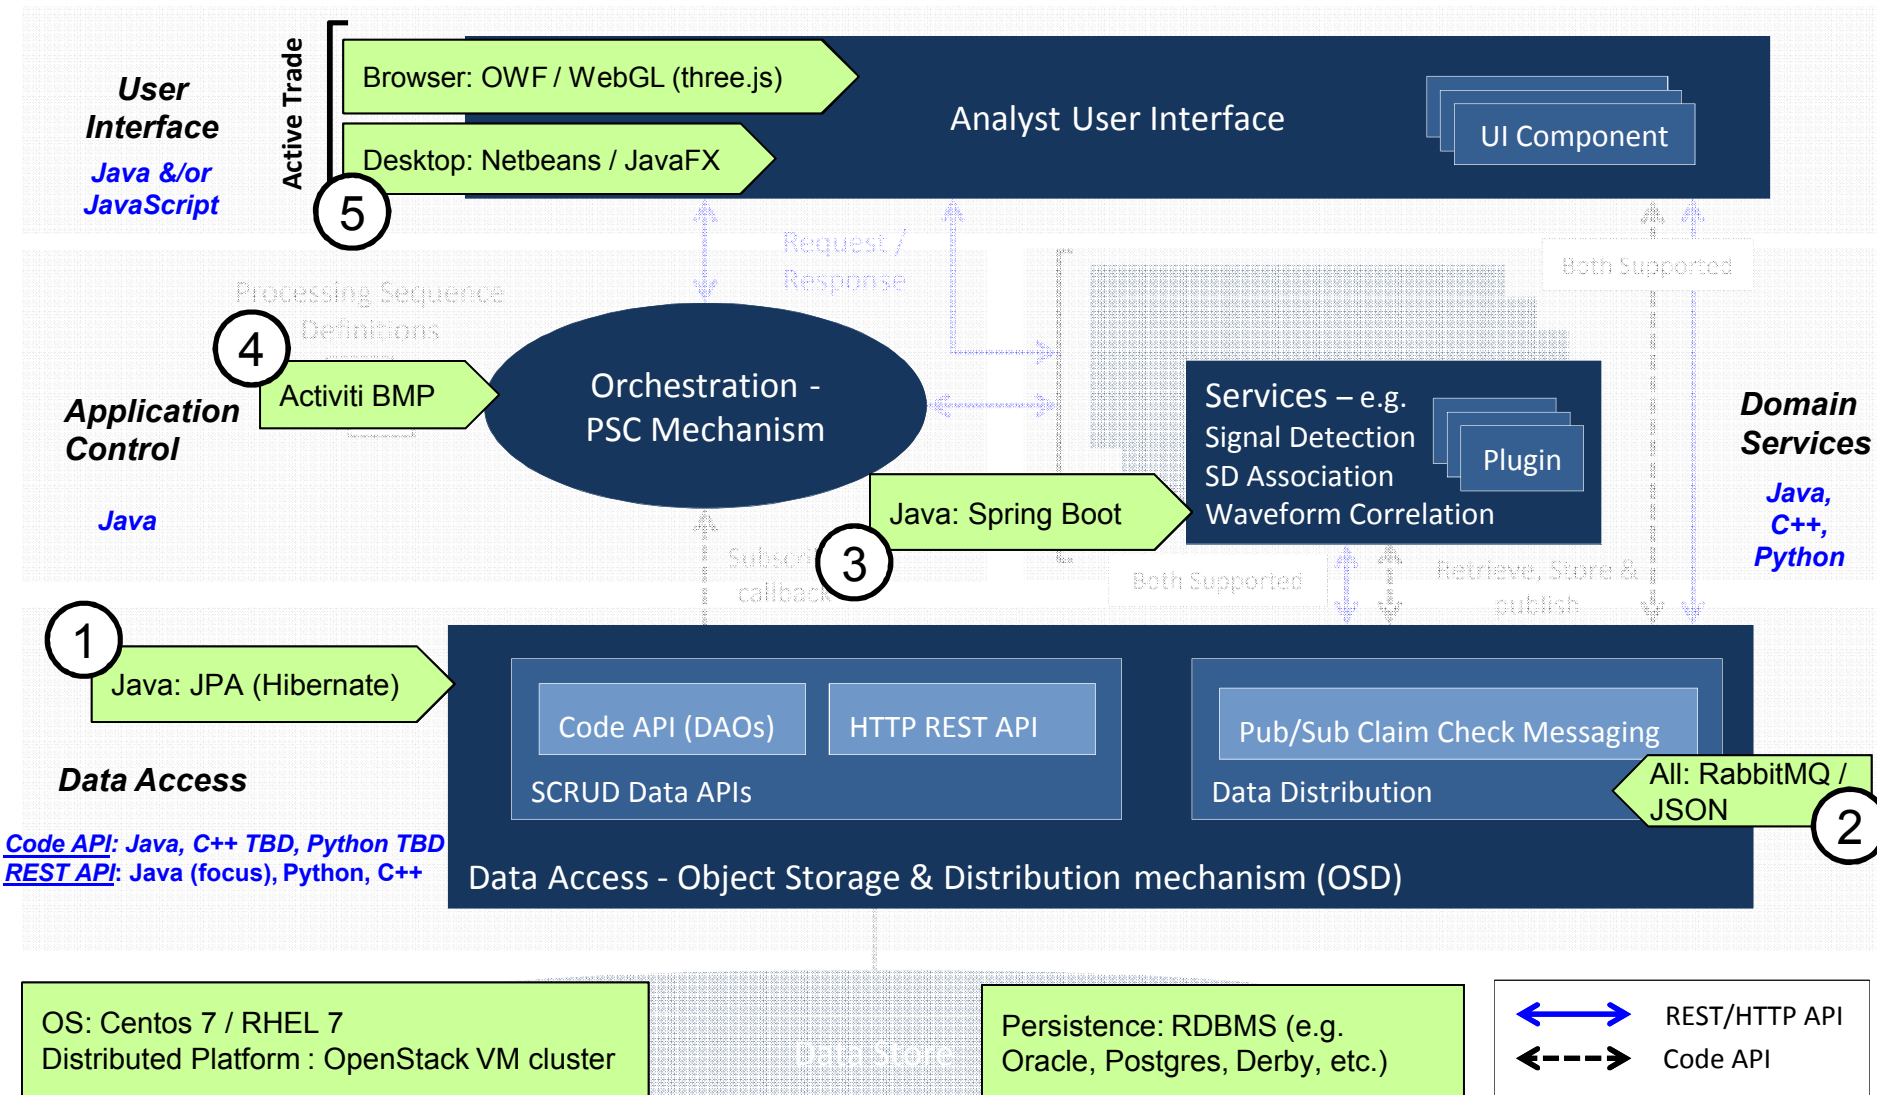 Active Trade
User
Interface
Java &/or
JavaScript
Browser: OWF / WebGL (three.js)
Desktop: Netbeans / JavaFX
5
Analyst User Interface
UI Component
Request /
Response
Both Supported
Processing Sequence
Definitions
4
Activiti BMP
Application
Control
Java
Orchestration -
PSC Mechanism
Services – e.g.
Signal Detection
SD Association
Waveform Correlation
Plugin
Domain
Services
Java,
C++,
Python
Java: Spring Boot
3
callback
Both Supported
Retrieve, Store &
publish
1
Java: JPA (Hibernate)
Data Access
Code API: Java, C++ TBD, Python TBD
REST API: Java (focus), Python, C++
Code API (DAOs)
HTTP REST API
SCRUD Data APIs
Pub/Sub Claim Check Messaging
Data Distribution
All: RabbitMQ /
JSON
2
Data Access - Object Storage & Distribution mechanism (OSD)
OS: Centos 7 / RHEL 7
Distributed Platform : OpenStack VM cluster
Data Store
Persistence: RDBMS (e.g.
Oracle, Postgres, Derby, etc.)
REST/HTTP API
Code API